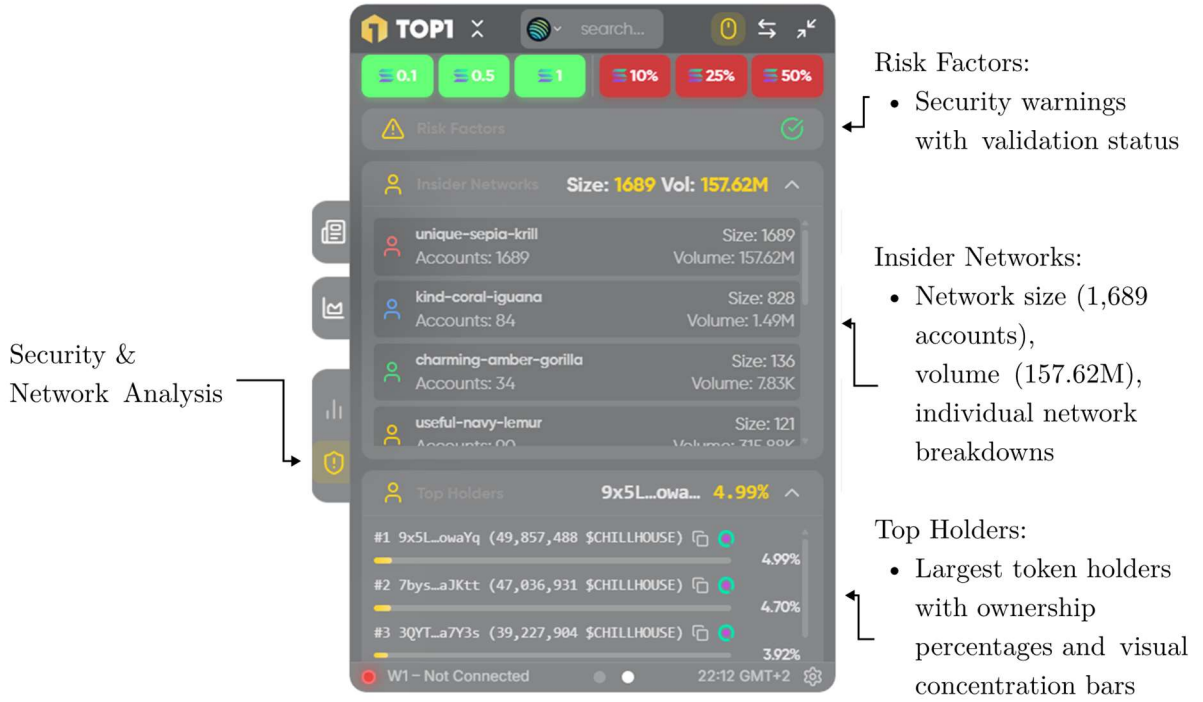 TOP1
search...
0.1
0.5
1
10%
25%
50%
Risk Factors
Insider Networks Size: 1689 Vol: 157.62M
unique-sepia-krill Size: 1689
Accounts: 1689 Volume: 157.62M
kind-coral-iguana Size: 828
Accounts: 84 Volume: 1.49M
charming-amber-gorilla Size: 136
Accounts: 34 Volume: 7.83K
useful-navy-lemur Size: 121
Accounts: 90 Volume: 315.88K
Top Holders 9x5L...owa... 4.99%
#1 9x5L…owaYq (49,857,488 $CHILLHOUSE)
4.99%
#2 7bys…aJKtt (47,036,931 $CHILLHOUSE)
4.70%
#3 3QYT…a7Y3s (39,227,904 $CHILLHOUSE)
3.92%
W1 – Not Connected
22:12 GMT+2
Security &
Network Analysis
Risk Factors:
• Security warnings
with validation status
Insider Networks:
• Network size (1,689
accounts),
volume (157.62M),
individual network
breakdowns
Top Holders:
• Largest token holders
with ownership
percentages and visual
concentration bars